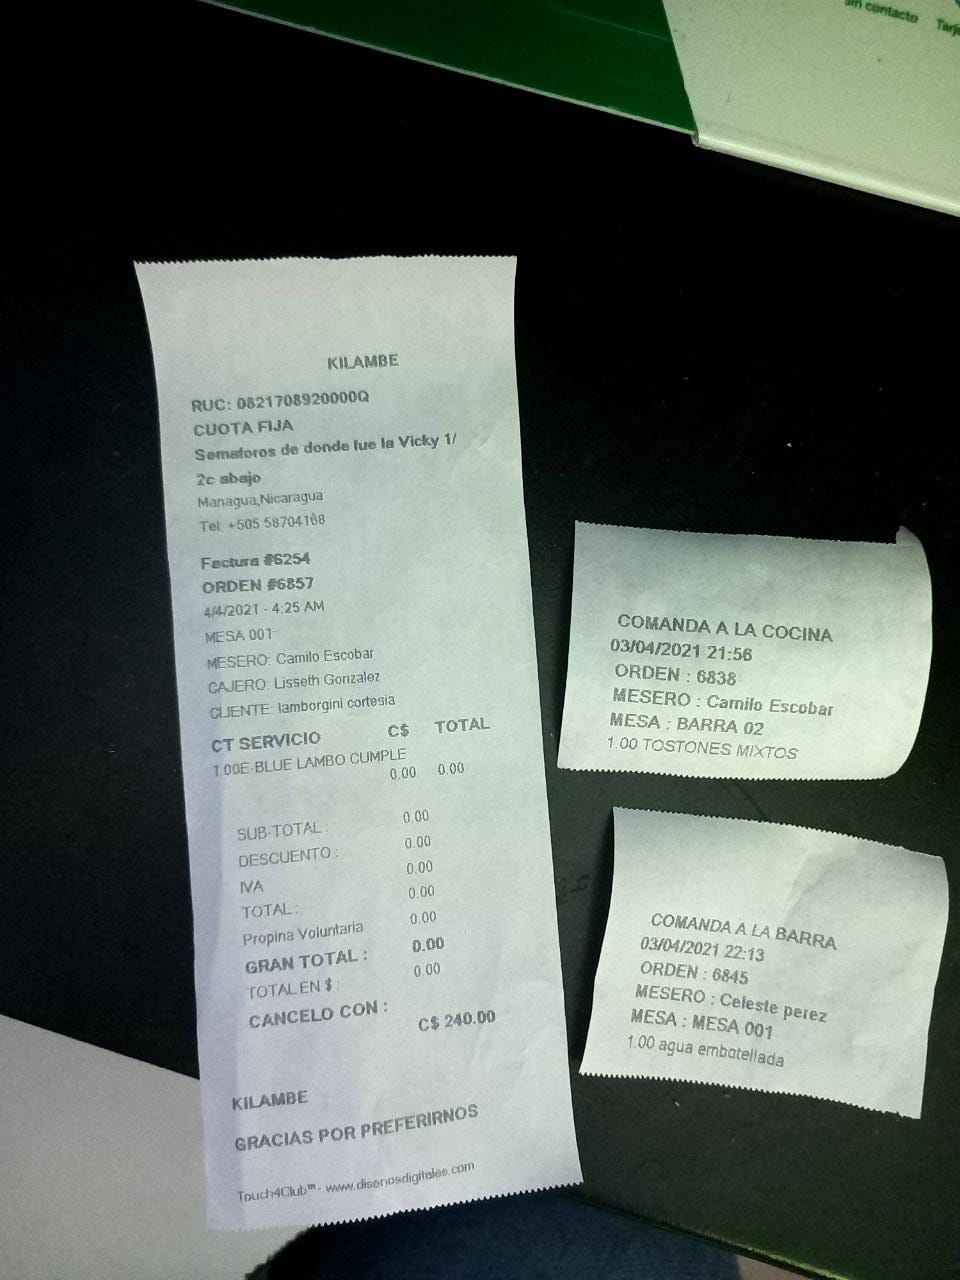 sin contacto Tarj
KILAMBE
RUC: 0821708920000Q
CUOTA FIJA
Semaforos de donde fue la Vicky 1/
2c abajo
Managua,Nicaragua
Tel: +505 58704168
Factura #6254
ORDEN #6857
4/4/2021 - 4:25 AM
MESA 001
MESERO: Camilo Escobar
CAJERO: Lisseth Gonzalez
CLIENTE: lamborgini cortesia
CT SERVICIO C$ TOTAL
1.00E-BLUE LAMBO CUMPLE
0.00 0.00
SUB-TOTAL : 0.00
DESCUENTO : 0.00
IVA 0.00
TOTAL : 0.00
Propina Voluntaria 0.00
GRAN TOTAL : 0.00
TOTAL EN $ : 0.00
CANCELO CON :
C$ 240.00
KILAMBE
GRACIAS POR PREFERIRNOS
Touch4Club™ - www.disenosdigitales.com
COMANDA A LA COCINA
03/04/2021 21:56
ORDEN : 6838
MESERO : Camilo Escobar
MESA : BARRA 02
1.00 TOSTONES MIXTOS
COMANDA A LA BARRA
03/04/2021 22:13
ORDEN : 6845
MESERO : Celeste perez
MESA : MESA 001
1.00 agua embotellada